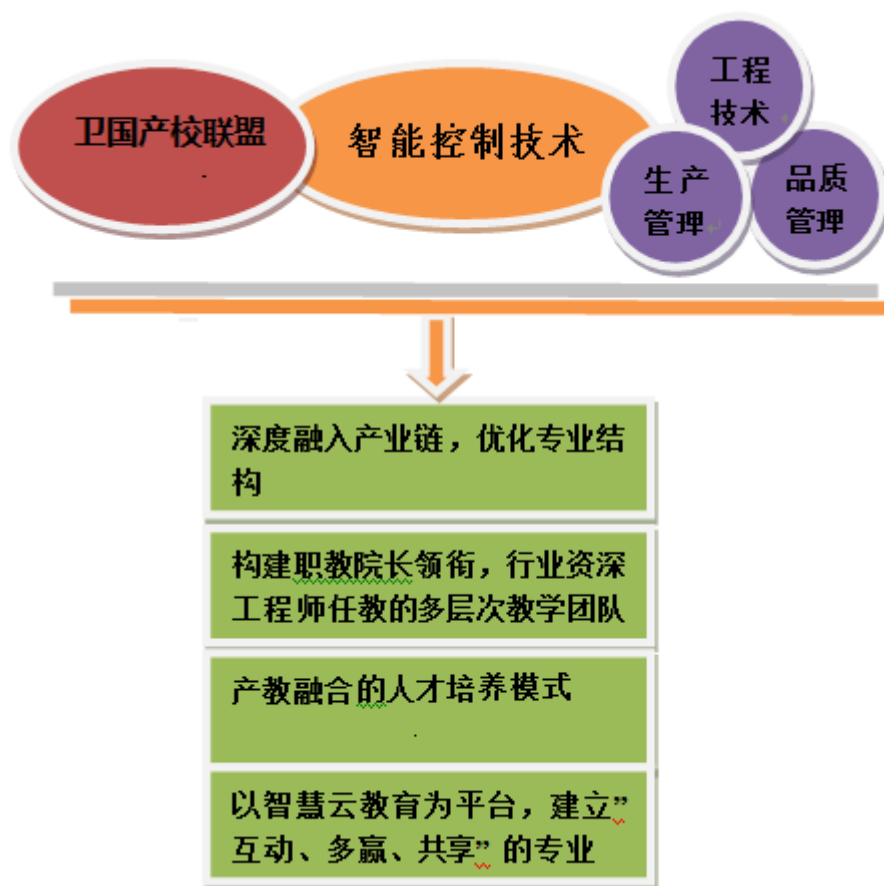 卫国产校联盟
智能控制技术
工程
技术
生产
管理
品质
管理
深度融入产业链，优化专业结
构
构建职教院长领衔，行业资深
工程师任教的多层次教学团队
产教融合的人才培养模式
以智慧云教育为平台，建立”
互动、多赢、共享”的专业